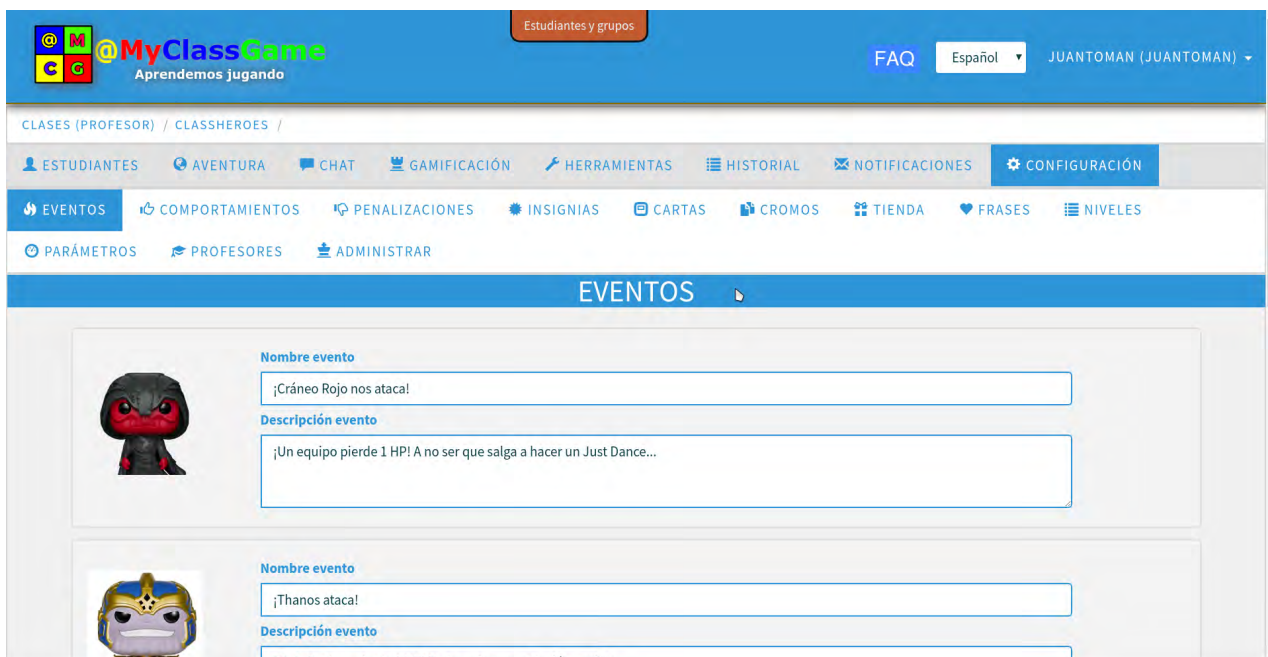 Estudiantes y grupos
@ M
C G
@MyClassGame
Aprendemos jugando
FAQ
Español
JUANTOMAN (JUANTOMAN)
CLASES (PROFESOR) / CLASSHEROES /
ESTUDIANTES AVENTURA CHAT GAMIFICACIÓN HERRAMIENTAS HISTORIAL NOTIFICACIONES CONFIGURACIÓN
EVENTOS COMPORTAMIENTOS PENALIZACIONES INSIGNIAS CARTAS CROMOS TIENDA FRASES NIVELES
PARÁMETROS PROFESORES ADMINISTRAR
EVENTOS
Nombre evento
¡Cráneo Rojo nos ataca!
Descripción evento
¡Un equipo pierde 1 HP! A no ser que salga a hacer un Just Dance...
Nombre evento
¡Thanos ataca!
Descripción evento